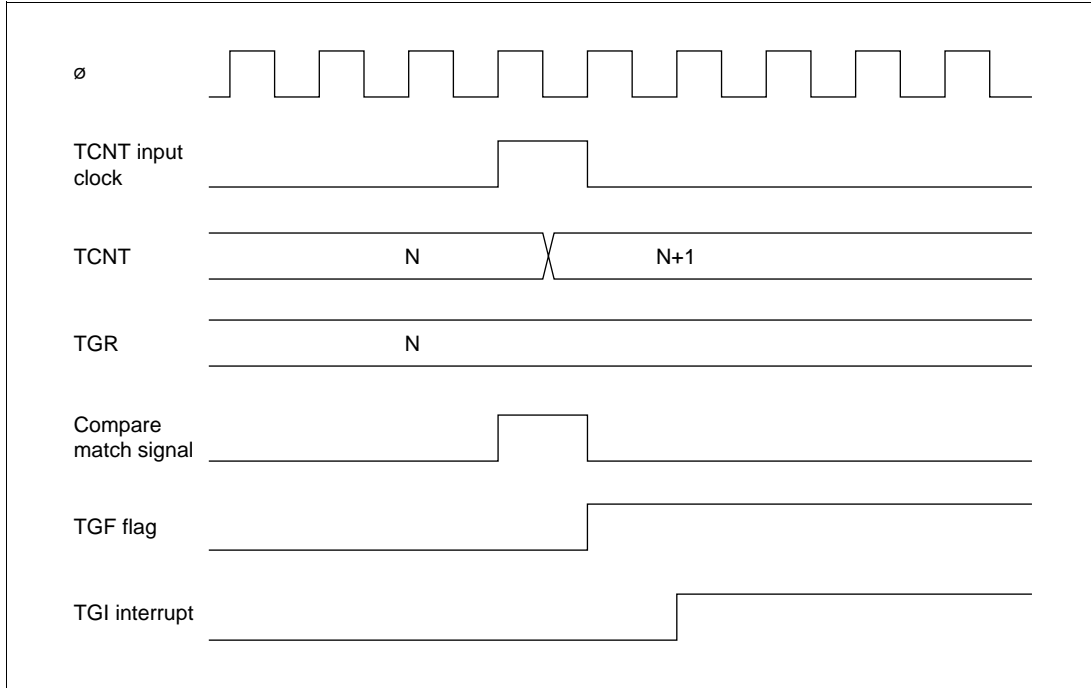 ø
TCNT input
clock
TCNT
N
N+1
TGR
N
Compare
match signal
TGF flag
TGI interrupt